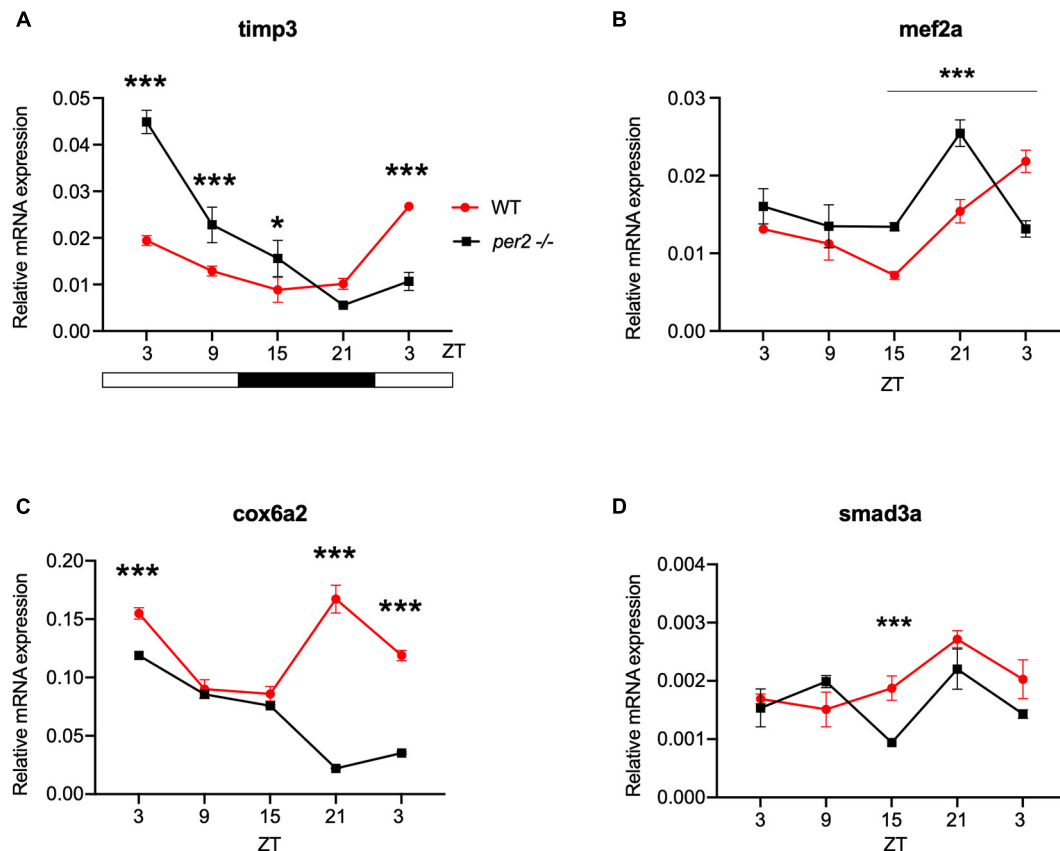 A
timp3
Relative mRNA expression
0.05
0.04
0.03
0.02
0.01
0.00
***
***
*
***
3 9 15 21 3 ZT
WT
per2 -/-
B
mef2a
Relative mRNA expression
0.03
0.02
0.01
0.00
***
3 9 15 21 3
ZT
C
cox6a2
Relative mRNA expression
0.20
0.15
0.10
0.05
0.00
***
***
***
3 9 15 21 3
ZT
D
smad3a
Relative mRNA expression
0.004
0.003
0.002
0.001
0.000
***
3 9 15 21 3
ZT